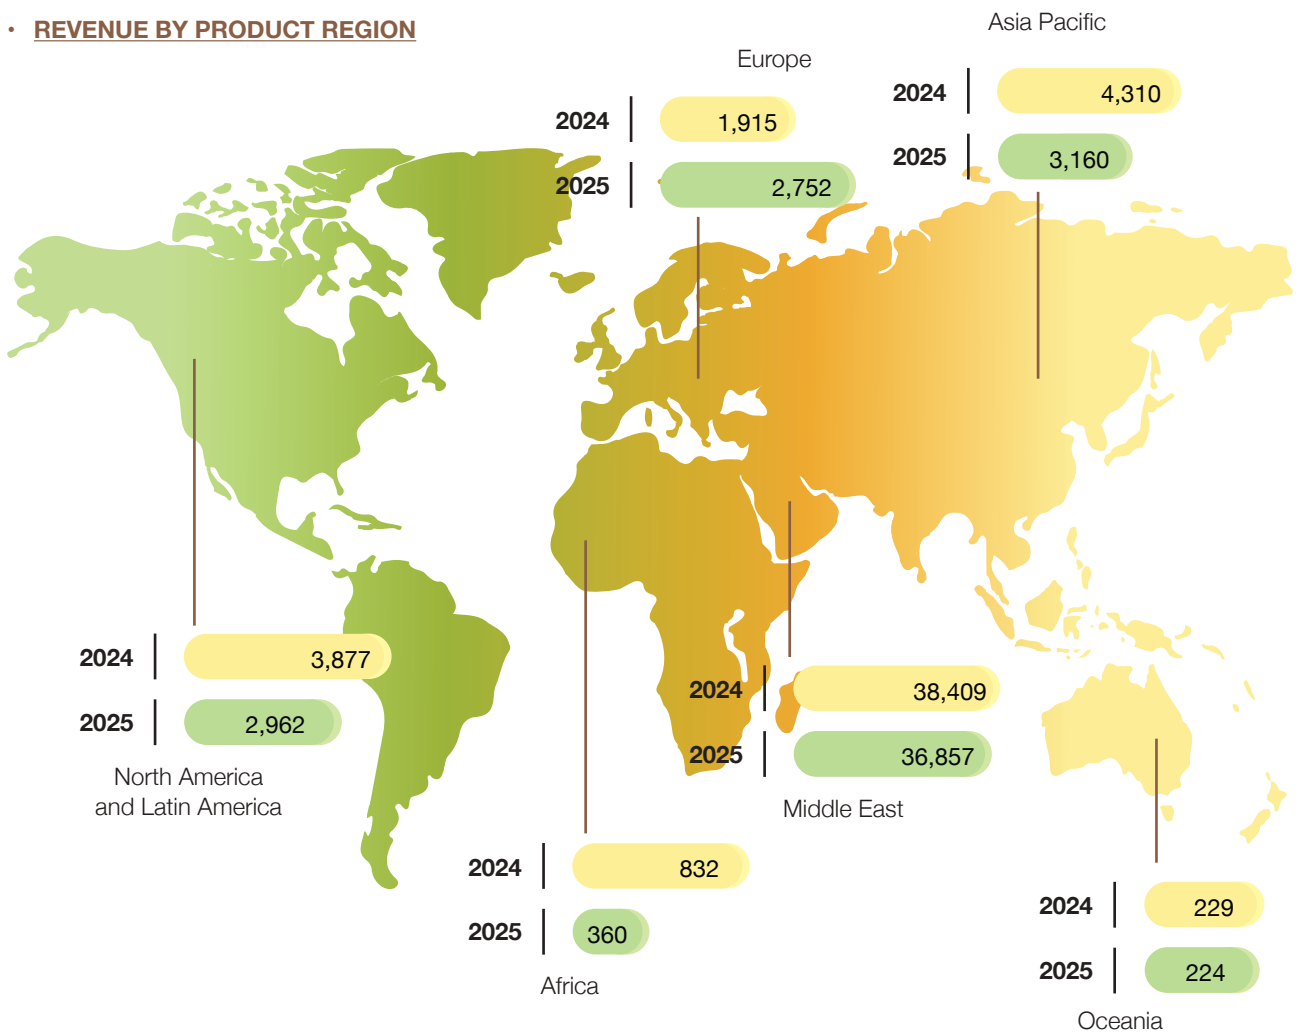 • REVENUE BY PRODUCT REGION
Europe
2024 1,915
2025 2,752
Asia Pacific
2024 4,310
2025 3,160
2024 3,877
2025 2,962
North America
and Latin America
2024 38,409
2025 36,857
Middle East
2024 832
2025 360
Africa
2024 229
2025 224
Oceania